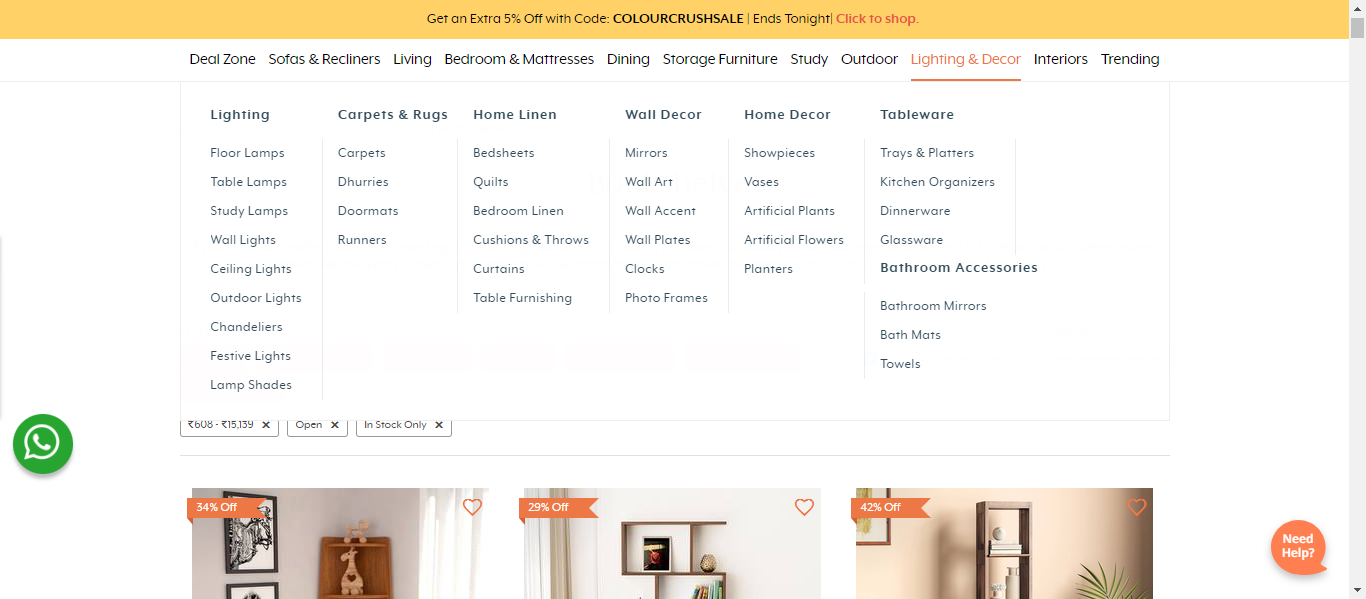 Get an Extra 5% Off with Code: COLOURCRUSHSALE | Ends Tonight| Click to shop.
Deal Zone Sofas & Recliners Living Bedroom & Mattresses Dining Storage Furniture Study Outdoor Lighting & Decor Interiors Trending
Lighting
Floor Lamps
Table Lamps
Study Lamps
Wall Lights
Ceiling Lights
Outdoor Lights
Chandeliers
Festive Lights
Lamp Shades
Carpets & Rugs
Carpets
Dhurries
Doormats
Runners
Home Linen
Bedsheets
Quilts
Bedroom Linen
Cushions & Throws
Curtains
Table Furnishing
Wall Decor
Mirrors
Wall Art
Wall Accent
Wall Plates
Clocks
Photo Frames
Home Decor
Showpieces
Vases
Artificial Plants
Artificial Flowers
Planters
Tableware
Trays & Platters
Kitchen Organizers
Dinnerware
Glassware
Bathroom Accessories
Bathroom Mirrors
Bath Mats
Towels
₹608 - ₹15,139 ✕ Open ✕ In Stock Only ✕
34% Off 29% Off 42% Off
Need
Help?